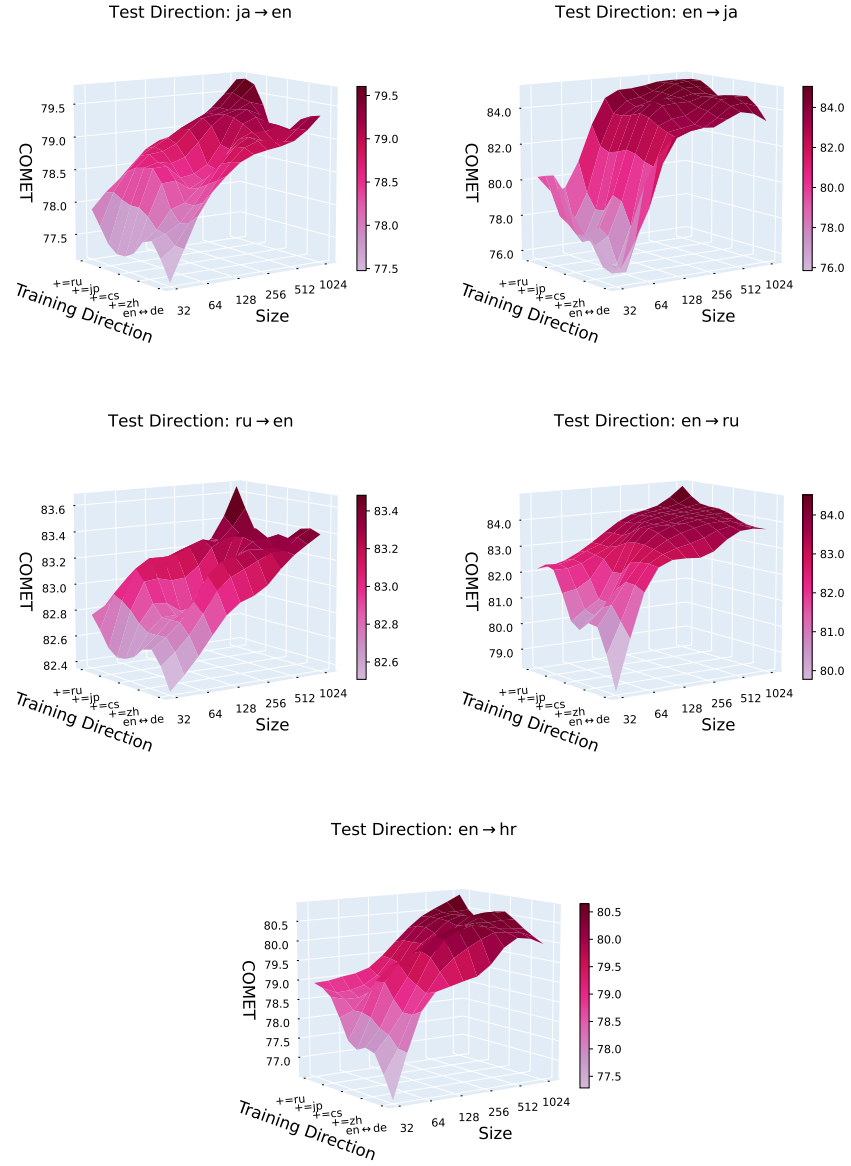 Test Direction: ja→en
COMET
79.5
79.0
78.5
78.0
77.5
+=ru
+=jp
+=cs
+=zh
en↔de
Training Direction
32
64
128
256
512
1024
Size
79.5
79.0
78.5
78.0
77.5
Test Direction: en→ja
COMET
84.0
82.0
80.0
78.0
76.0
+=ru
+=jp
+=cs
+=zh
en↔de
Training Direction
32
64
128
256
512
1024
Size
84.0
82.0
80.0
78.0
76.0
Test Direction: ru→en
COMET
83.6
83.4
83.2
83.0
82.8
82.6
82.4
+=ru
+=jp
+=cs
+=zh
en↔de
Training Direction
32
64
128
256
512
1024
Size
83.4
83.2
83.0
82.8
82.6
Test Direction: en→ru
COMET
84.0
83.0
82.0
81.0
80.0
79.0
+=ru
+=jp
+=cs
+=zh
en↔de
Training Direction
32
64
128
256
512
1024
Size
84.0
83.0
82.0
81.0
80.0
Test Direction: en→hr
COMET
80.5
80.0
79.5
79.0
78.5
78.0
77.5
77.0
+=ru
+=jp
+=cs
+=zh
en↔de
Training Direction
32
64
128
256
512
1024
Size
80.5
80.0
79.5
79.0
78.5
78.0
77.5